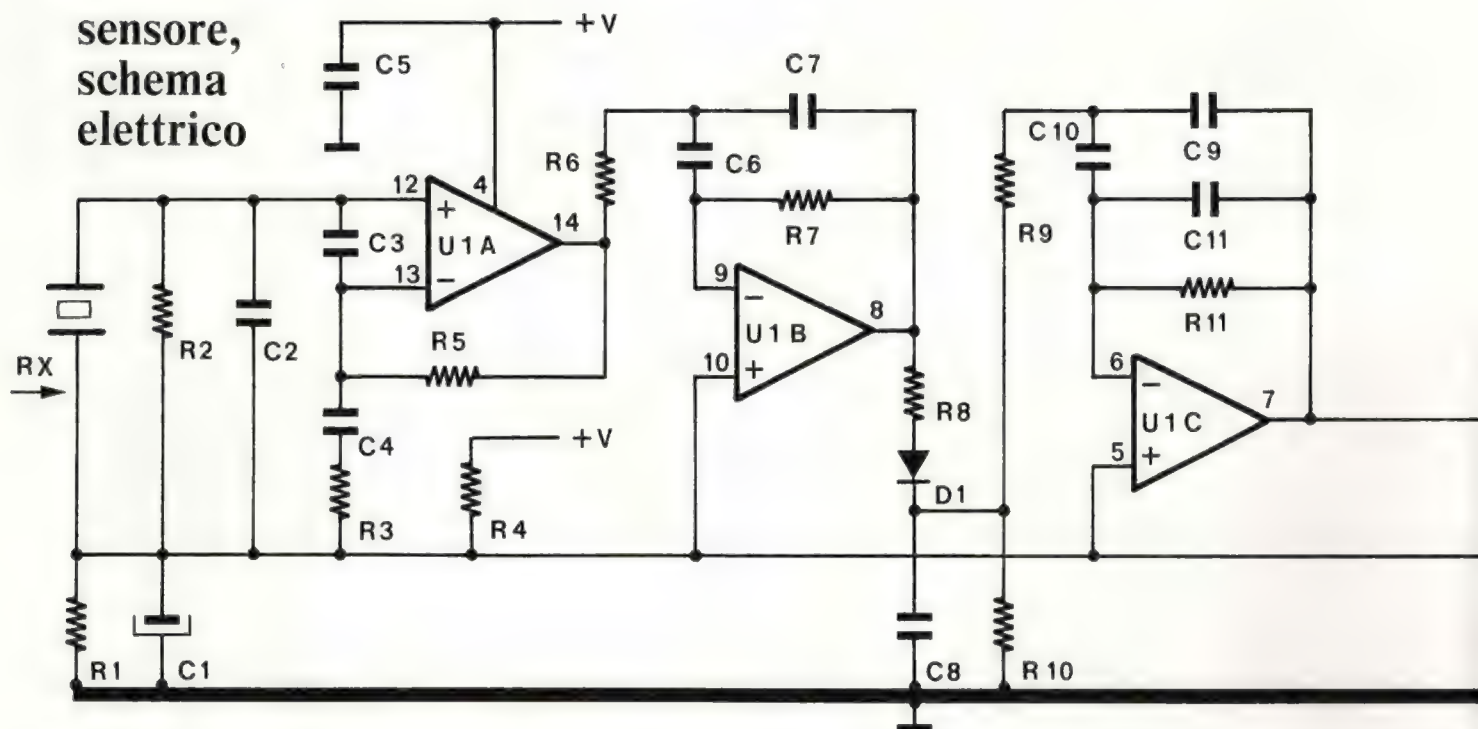 sensore,
schema
elettrico
+V
C5
C7
R6
C6
R7
12
4
+
U1A
14
13
−
C3
R5
RX
R2
C2
C4
R3
+V
R4
9
−
U1B
8
10
+
R8
D1
C10
C9
C11
R9
R11
6
−
U1C
7
5
+
R1
C1
C8
R10